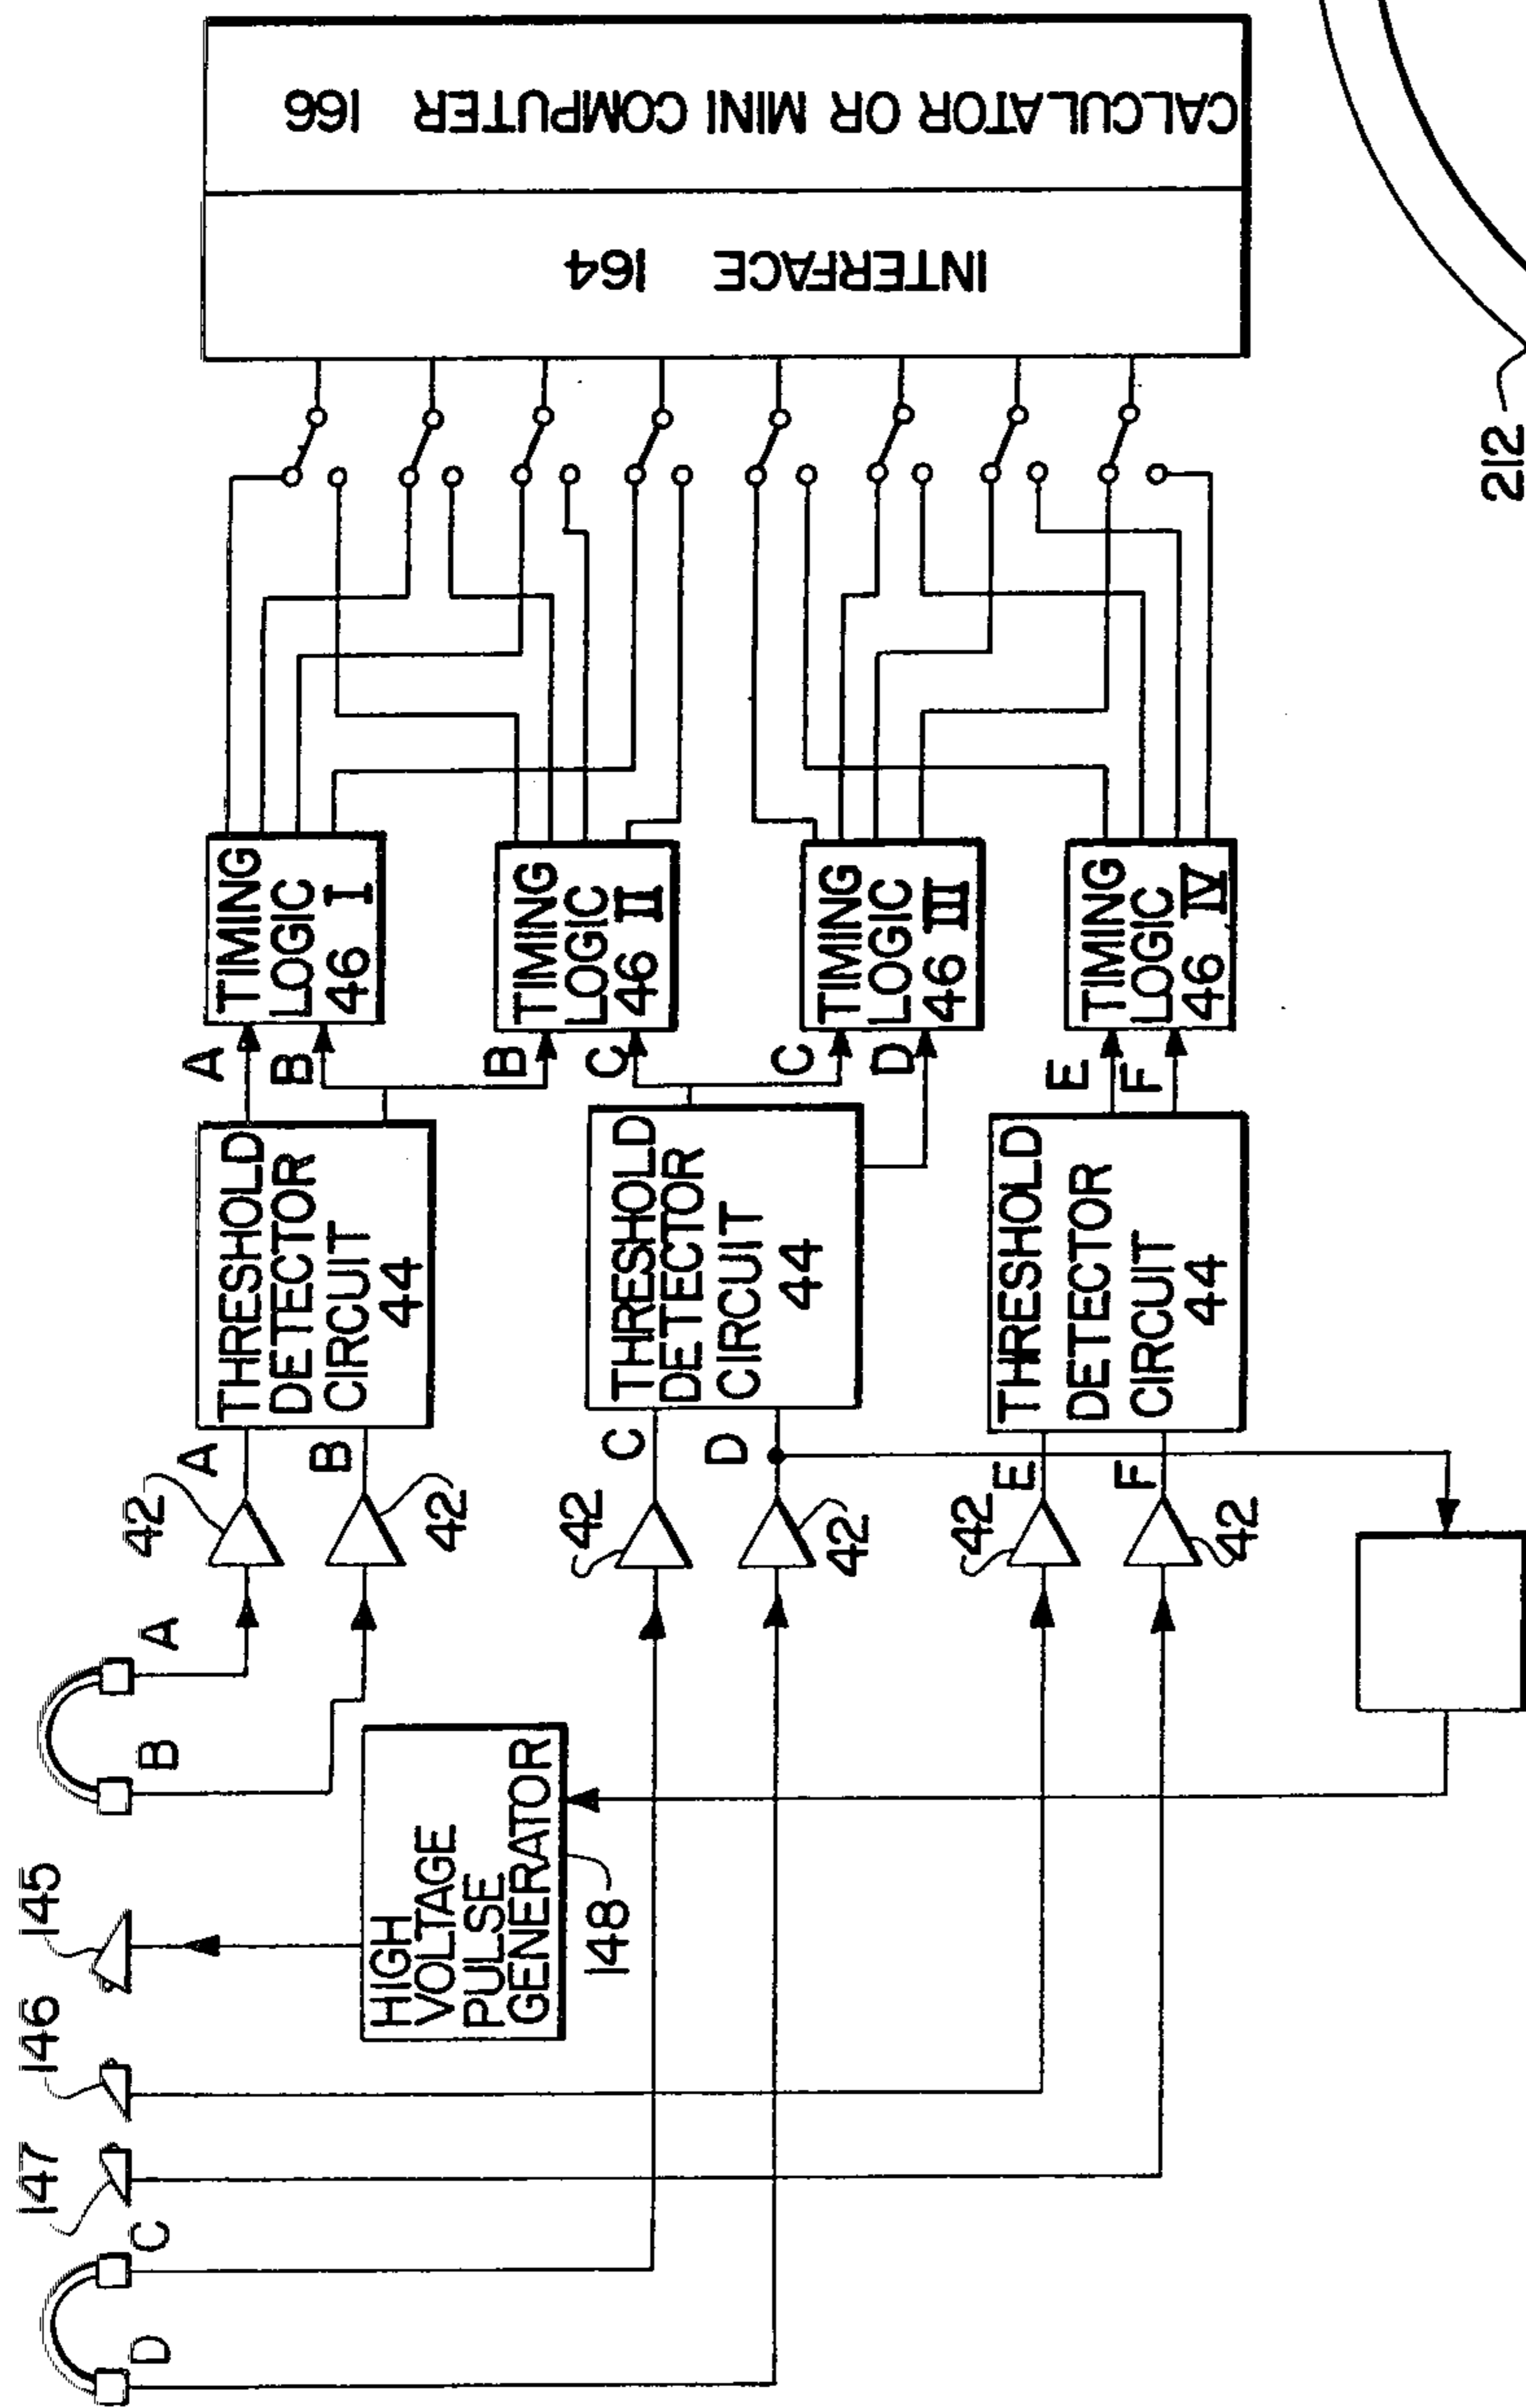 CALCULATOR OR MINI COMPUTER 166
INTERFACE 164
TIMING
LOGIC
46 I
TIMING
LOGIC
46 II
TIMING
LOGIC
46 III
TIMING
LOGIC
46 IV
A
B
B
C
C
D
E
F
THRESHOLD
DETECTOR
CIRCUIT
44
THRESHOLD
DETECTOR
CIRCUIT
44
THRESHOLD
DETECTOR
CIRCUIT
44
A
B
C
D
E
F
42
42
42
42
42
42
A
B
145
146
147
C
D
HIGH
VOLTAGE
PULSE
GENERATOR
148
212